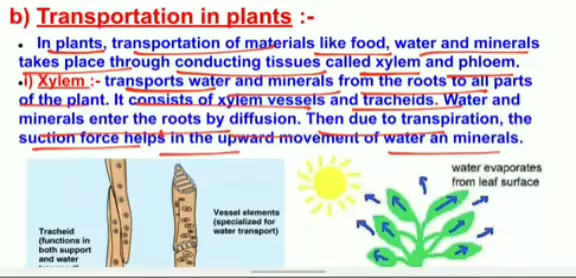 b) Transportation in plants :-
• In plants, transportation of materials like food, water and minerals
takes place through conducting tissues called xylem and phloem.
•i) Xylem :- transports water and minerals from the roots to all parts
of the plant. It consists of xylem vessels and tracheids. Water and
minerals enter the roots by diffusion. Then due to transpiration, the
suction force helps in the upward movement of water an minerals.
water evaporates
from leaf surface
Vessel elements
(specialized for
water transport)
Tracheid
(functions in
both support
and water